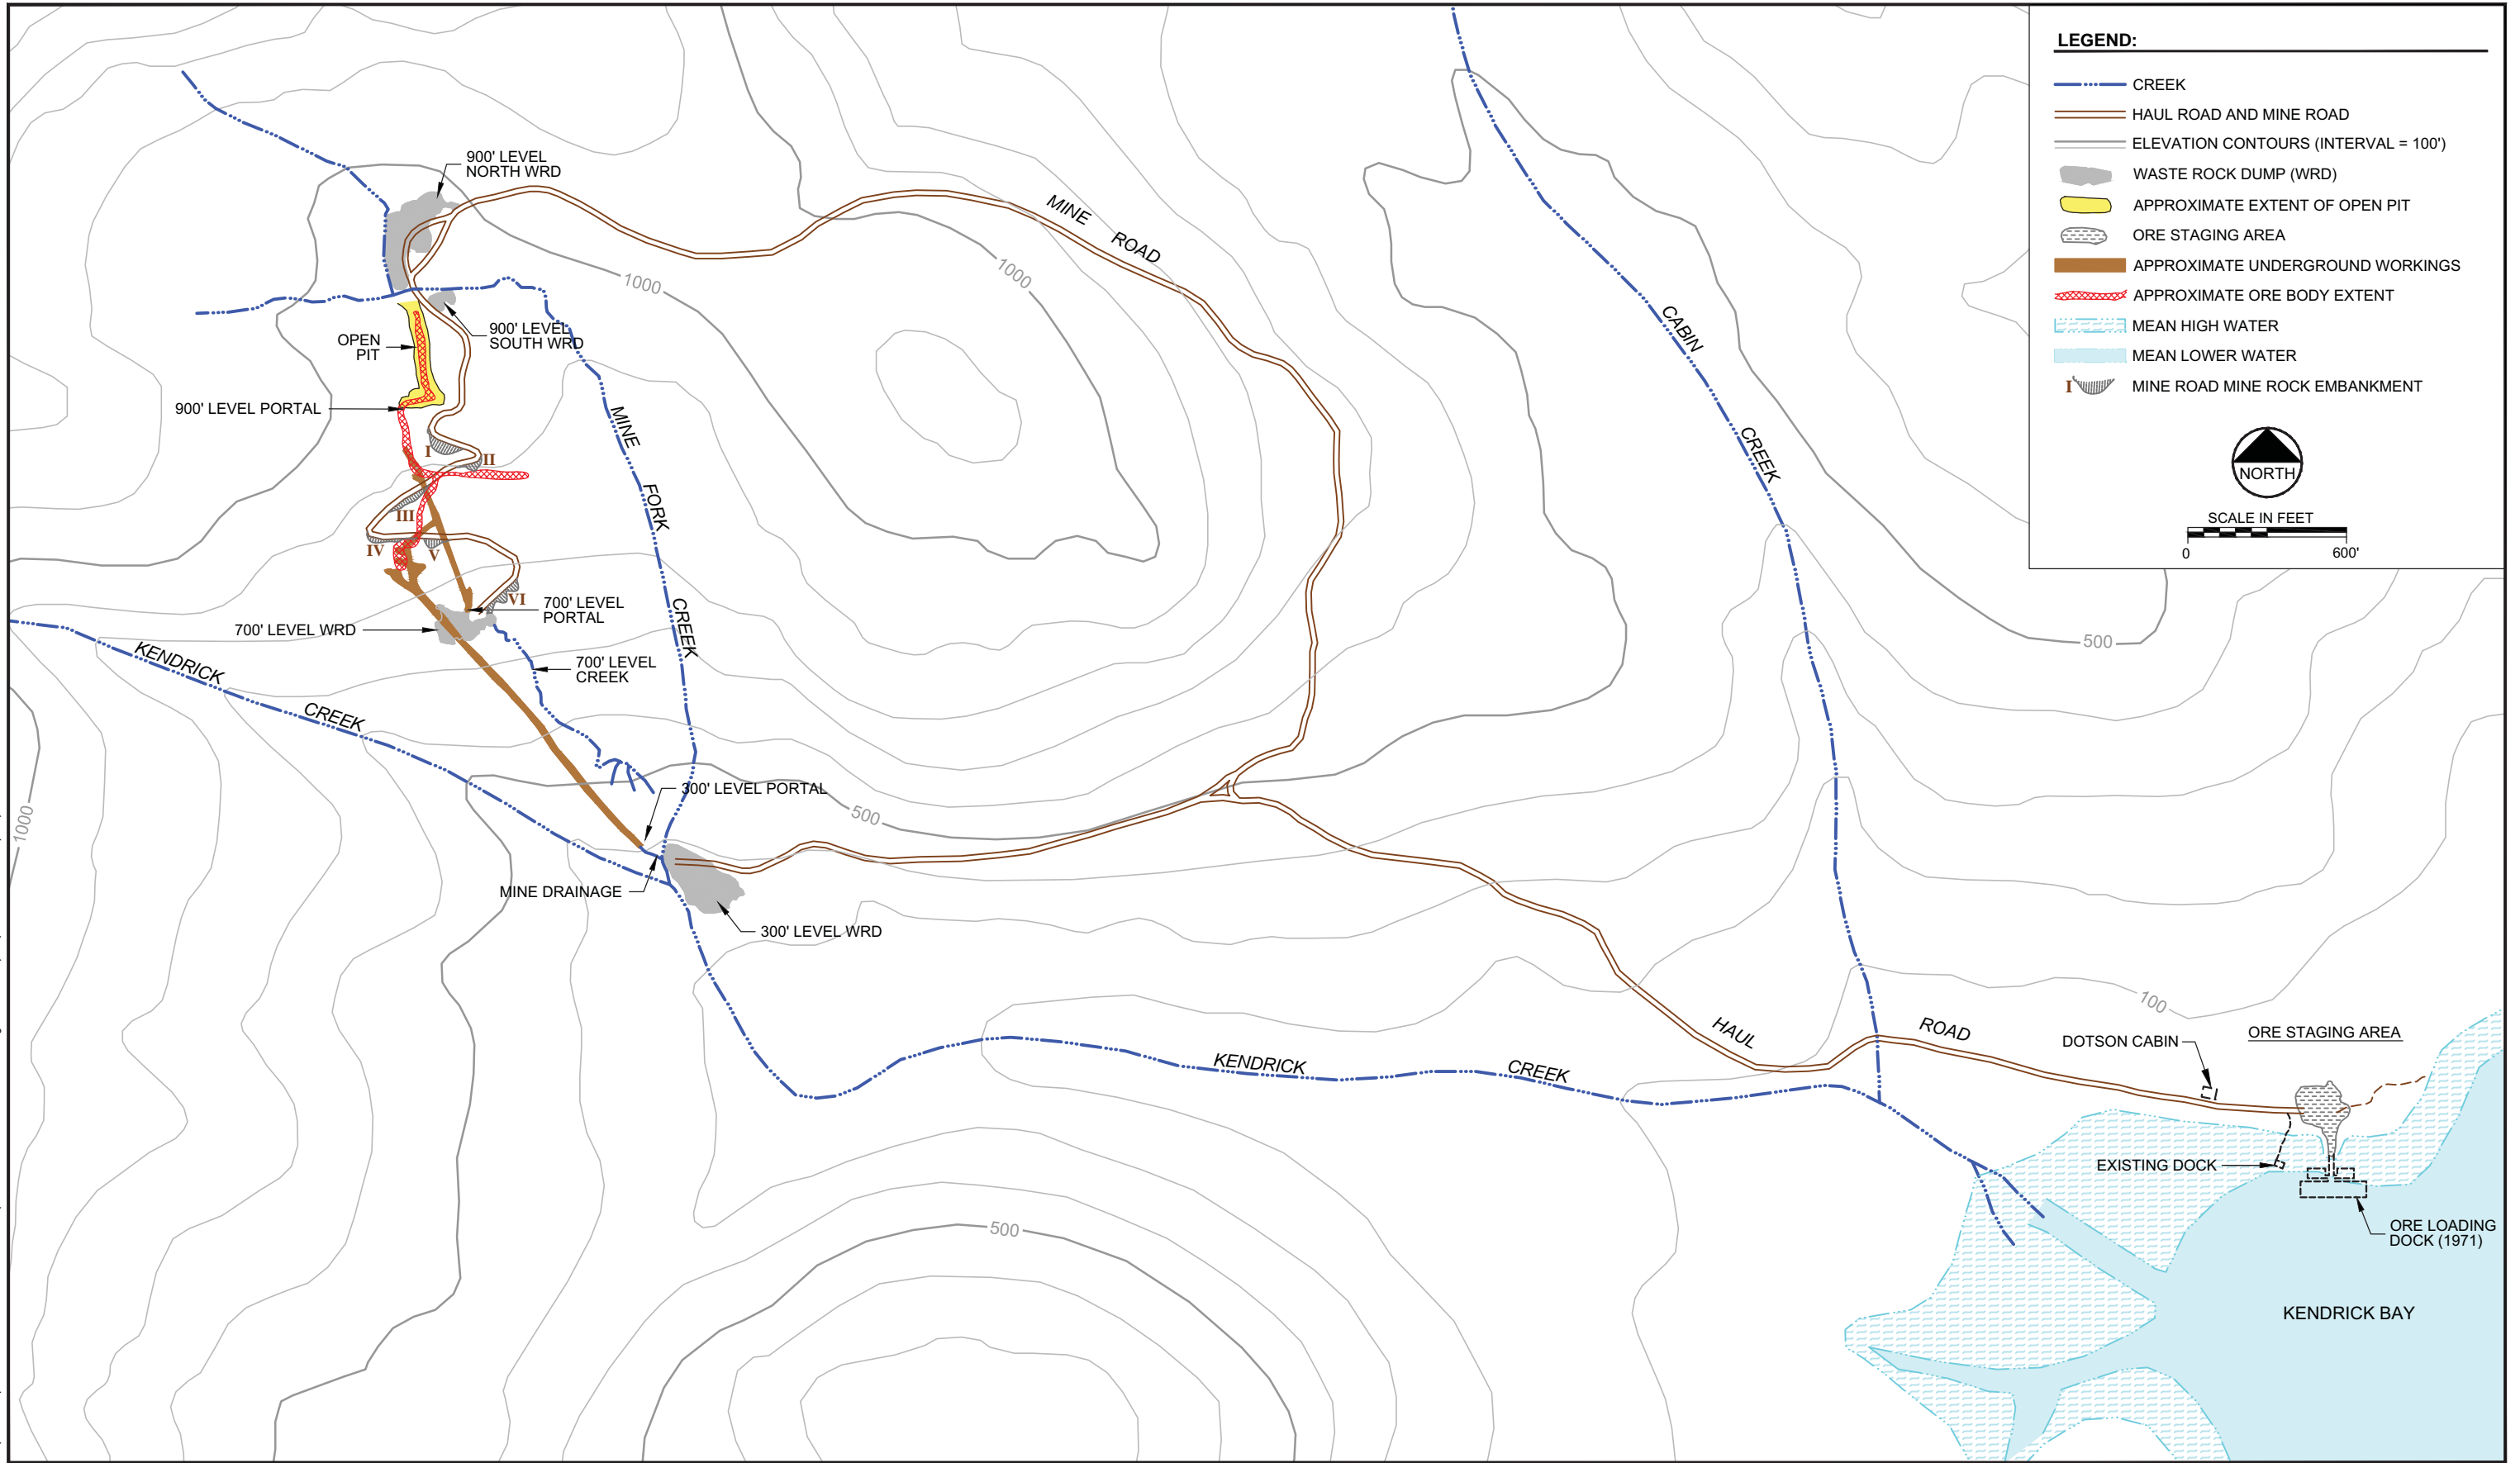 LEGEND:
CREEK
HAUL ROAD AND MINE ROAD
ELEVATION CONTOURS (INTERVAL = 100')
WASTE ROCK DUMP (WRD)
APPROXIMATE EXTENT OF OPEN PIT
ORE STAGING AREA
APPROXIMATE UNDERGROUND WORKINGS
APPROXIMATE ORE BODY EXTENT
MEAN HIGH WATER
MEAN LOWER WATER
I
MINE ROAD MINE ROCK EMBANKMENT
NORTH
SCALE IN FEET
0
600'
900' LEVEL
NORTH WRD
MINE
ROAD
1000
1000
900' LEVEL
SOUTH WRD
OPEN
PIT
900' LEVEL PORTAL
I
II
III
IV
V
VI
MINE
FORK
CREEK
CABIN
CREEK
700' LEVEL
PORTAL
700' LEVEL WRD
700' LEVEL
CREEK
KENDRICK
CREEK
500
1000
300' LEVEL PORTAL
500
MINE DRAINAGE
300' LEVEL WRD
100
KENDRICK
CREEK
HAUL
ROAD
DOTSON CABIN
ORE STAGING AREA
EXISTING DOCK
ORE LOADING
DOCK (1971)
500
KENDRICK BAY